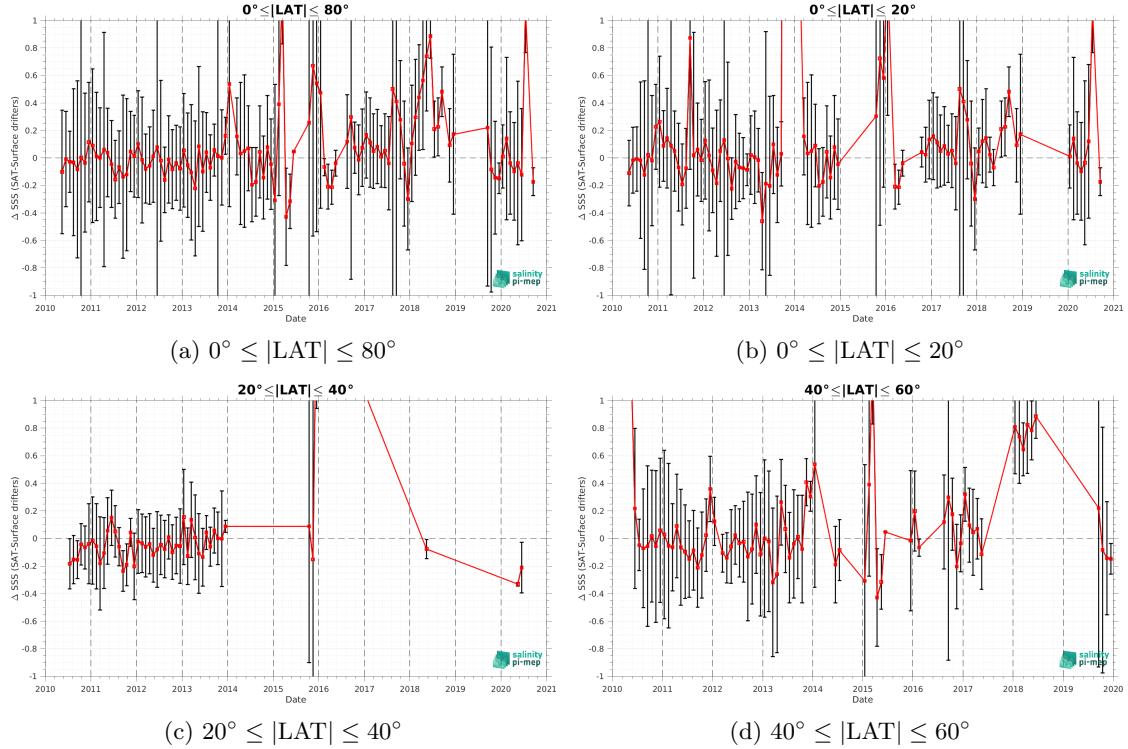 0°≤|LAT|≤ 80°
Δ SSS (SAT-Surface drifters)
1
0.8
0.6
0.4
0.2
0
-0.2
-0.4
-0.6
-0.8
-1
2010 2011 2012 2013 2014 2015 2016 2017 2018 2019 2020 2021
Date
salinity
pi-mep
(a) 0° ≤ |LAT| ≤ 80°
0°≤|LAT|≤ 20°
Δ SSS (SAT-Surface drifters)
1
0.8
0.6
0.4
0.2
0
-0.2
-0.4
-0.6
-0.8
-1
2010 2011 2012 2013 2014 2015 2016 2017 2018 2019 2020 2021
Date
salinity
pi-mep
(b) 0° ≤ |LAT| ≤ 20°
20°≤|LAT|≤ 40°
Δ SSS (SAT-Surface drifters)
1
0.8
0.6
0.4
0.2
0
-0.2
-0.4
-0.6
-0.8
-1
2010 2011 2012 2013 2014 2015 2016 2017 2018 2019 2020 2021
Date
salinity
pi-mep
(c) 20° ≤ |LAT| ≤ 40°
40°≤|LAT|≤ 60°
Δ SSS (SAT-Surface drifters)
1
0.8
0.6
0.4
0.2
0
-0.2
-0.4
-0.6
-0.8
-1
2010 2011 2012 2013 2014 2015 2016 2017 2018 2019 2020
Date
salinity
pi-mep
(d) 40° ≤ |LAT| ≤ 60°